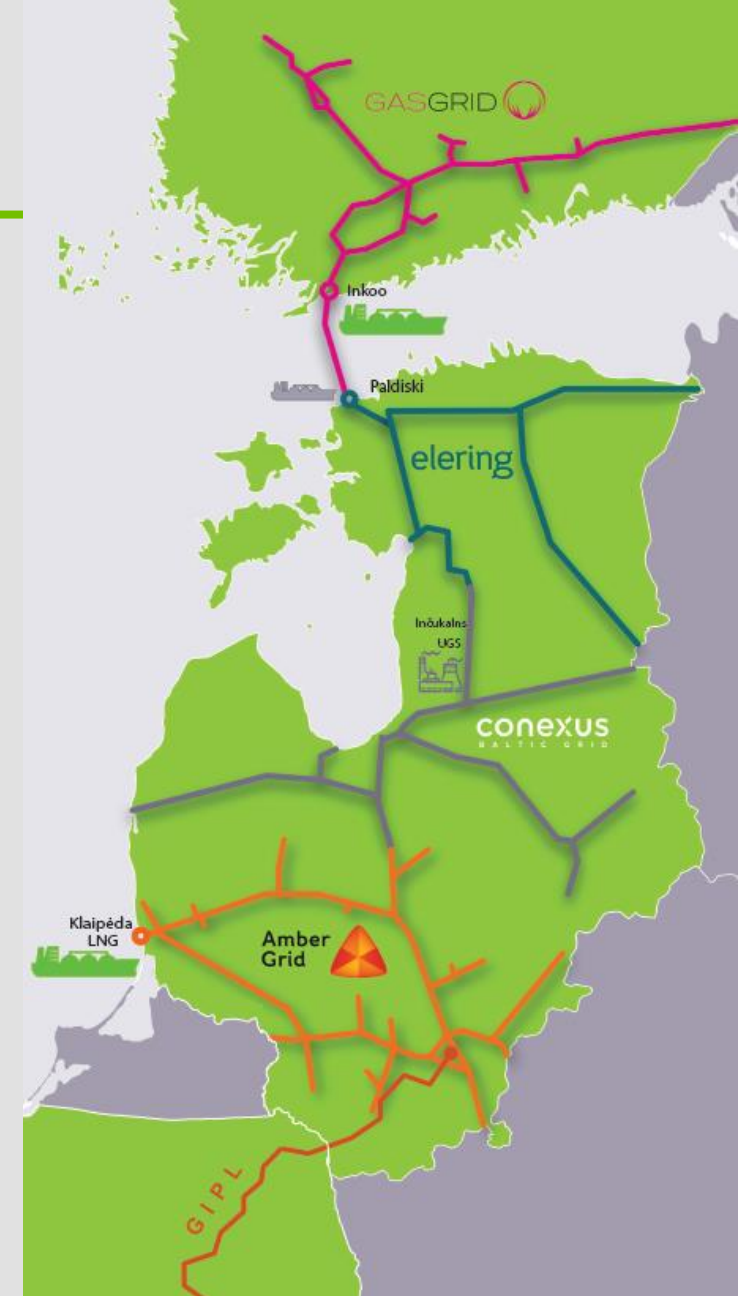 GASGRID
Inkoo
Paldiski
elering
Inčukalns
UGS
conexus
BALTIC GRID
Klaipėda
LNG
Amber
Grid
GIPL